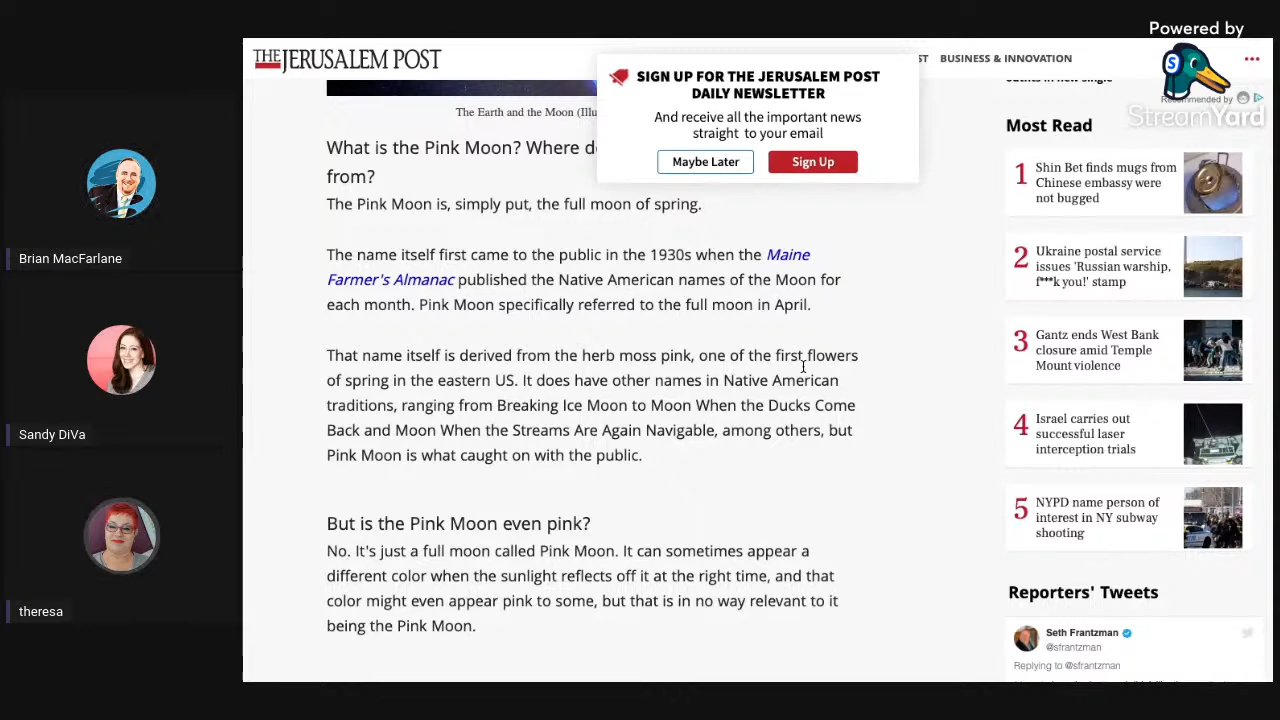 Powered by
StreamYard
THE JERUSALEM POST
ST BUSINESS & INNOVATION
SIGN UP FOR THE JERUSALEM POST
DAILY NEWSLETTER
And receive all the important news
straight to your email
Maybe Later
Sign Up
The Earth and the Moon (Illu
What is the Pink Moon? Where do
from?
The Pink Moon is, simply put, the full moon of spring.
The name itself first came to the public in the 1930s when the Maine
Farmer's Almanac published the Native American names of the Moon for
each month. Pink Moon specifically referred to the full moon in April.
That name itself is derived from the herb moss pink, one of the first flowers
of spring in the eastern US. It does have other names in Native American
traditions, ranging from Breaking Ice Moon to Moon When the Ducks Come
Back and Moon When the Streams Are Again Navigable, among others, but
Pink Moon is what caught on with the public.
But is the Pink Moon even pink?
No. It's just a full moon called Pink Moon. It can sometimes appear a
different color when the sunlight reflects off it at the right time, and that
color might even appear pink to some, but that is in no way relevant to it
being the Pink Moon.
Recommended by
Most Read
1
Shin Bet finds mugs from
Chinese embassy were
not bugged
2
Ukraine postal service
issues 'Russian warship,
f***k you!' stamp
3
Gantz ends West Bank
closure amid Temple
Mount violence
4
Israel carries out
successful laser
interception trials
5
NYPD name person of
interest in NY subway
shooting
Reporters' Tweets
Seth Frantzman
@sfrantzman
Replying to @sfrantzman
Brian MacFarlane
Sandy DiVa
theresa